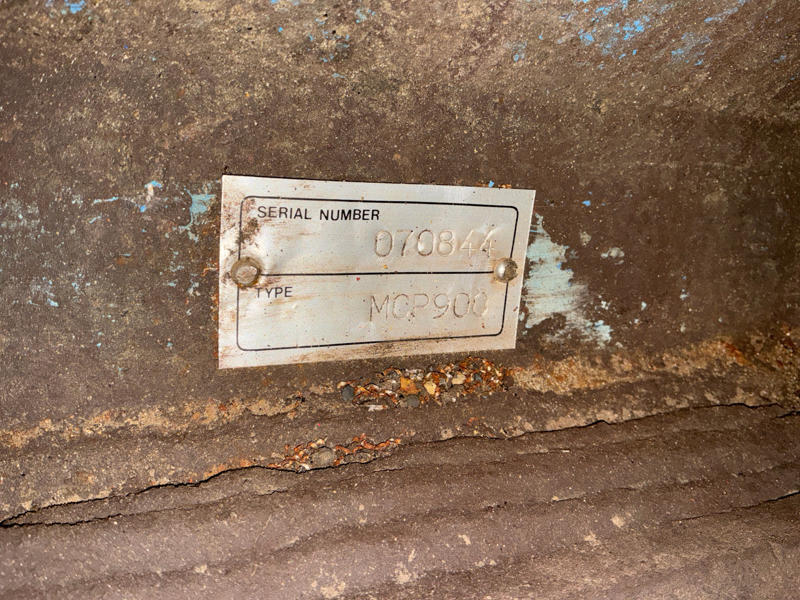 SERIAL NUMBER
070844
TYPE
MCP900